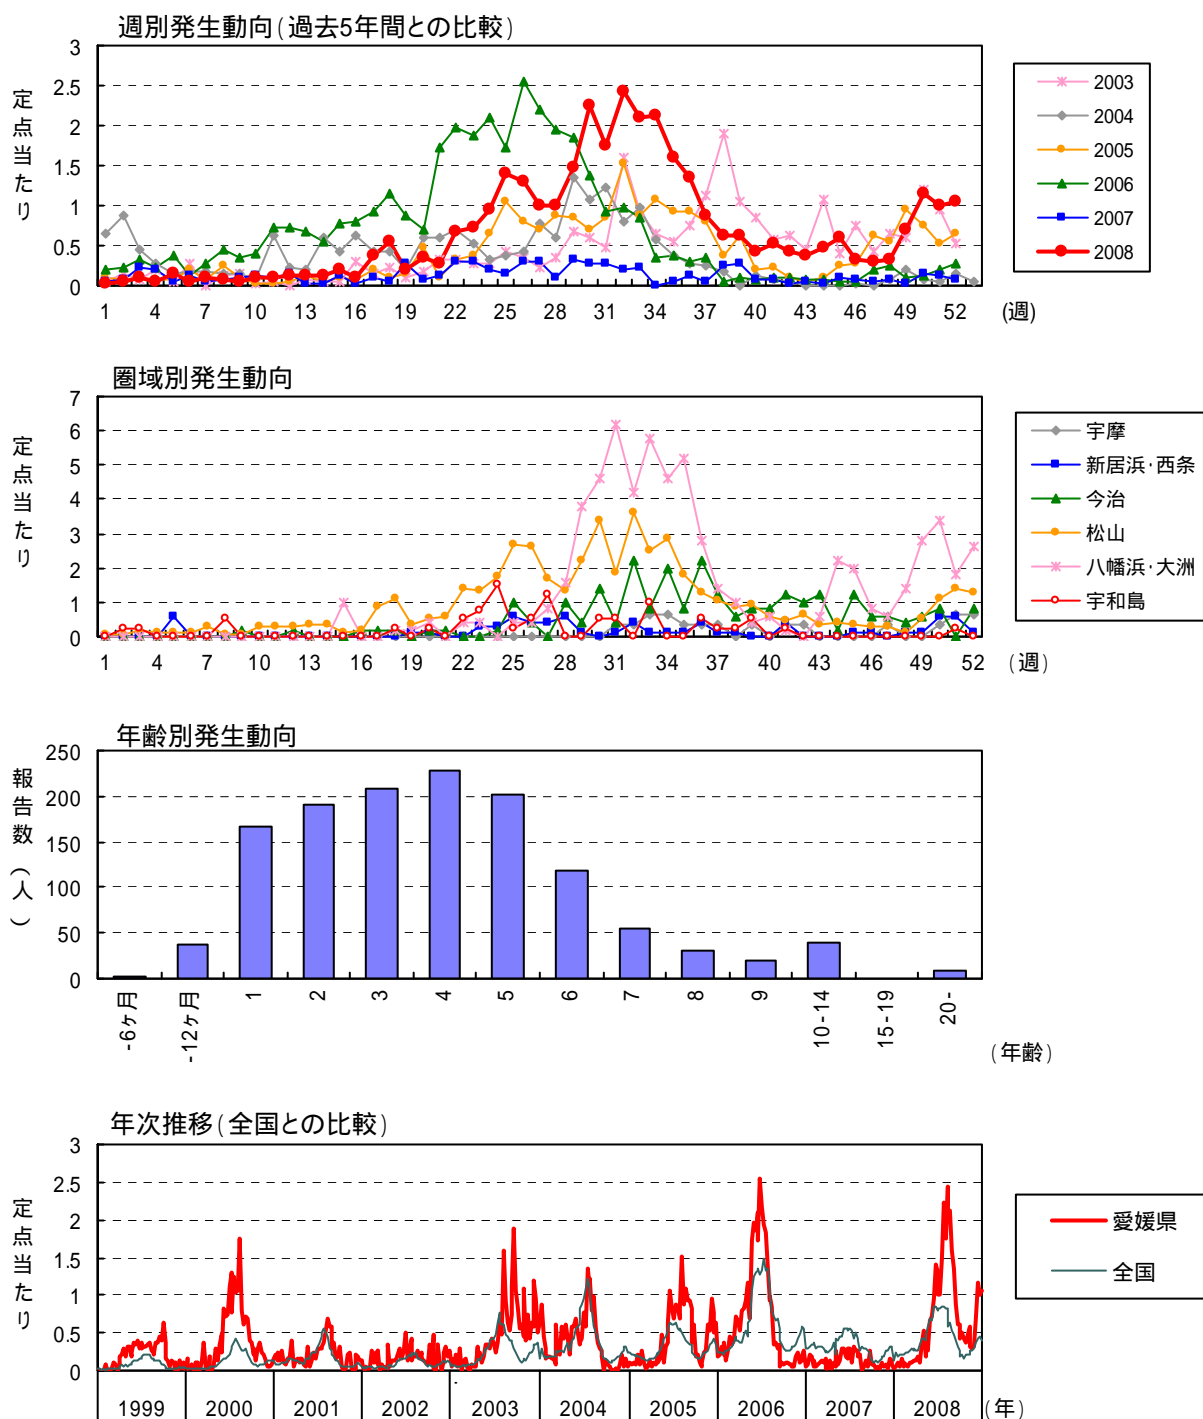 週別発生動向(過去5年間との比較)
定点当たり
3
2.5
2
1.5
1
0.5
0
1 4 7 10 13 16 19 22 25 28 31 34 37 40 43 46 49 52 (週)
2003
2004
2005
2006
2007
2008
圏域別発生動向
定点当たり
7
6
5
4
3
2
1
0
1 4 7 10 13 16 19 22 25 28 31 34 37 40 43 46 49 52 (週)
宇摩
新居浜・西条
今治
松山
八幡浜・大洲
宇和島
年齢別発生動向
報告数(人)
250
200
150
100
50
0
-6ヶ月 -12ヶ月 1 2 3 4 5 6 7 8 9 10-14 15-19 20-
(年齢)
年次推移(全国との比較)
定点当たり
3
2.5
2
1.5
1
0.5
0
1999 2000 2001 2002 2003 2004 2005 2006 2007 2008 (年)
愛媛県
全国